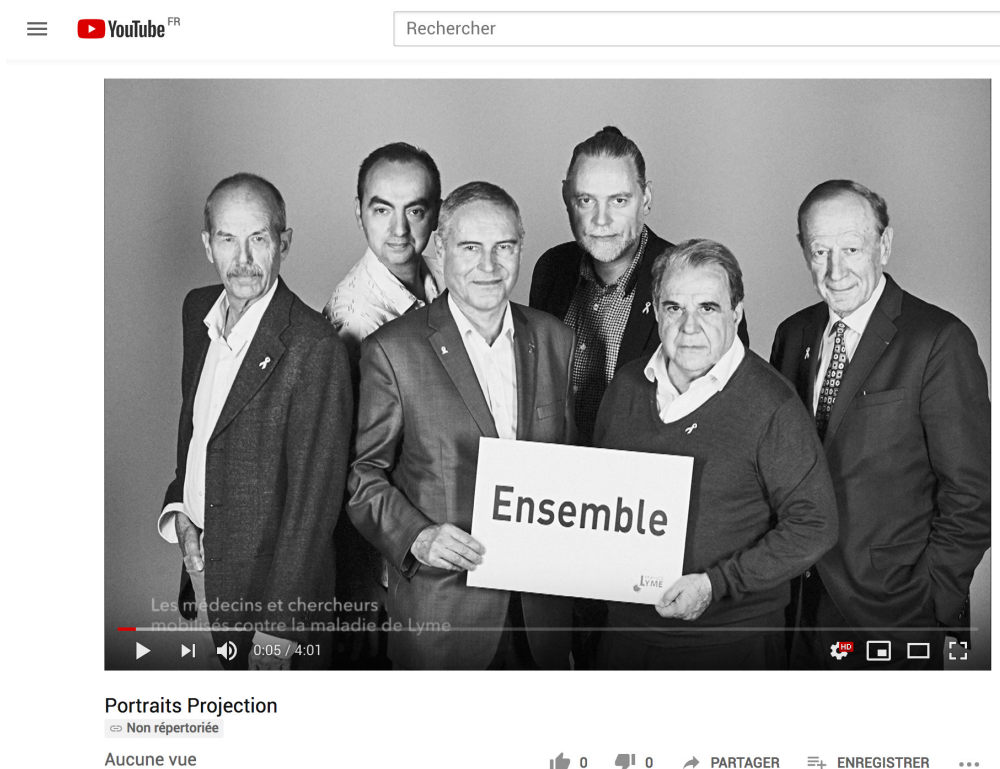 YouTube FR
Rechercher
Ensemble
LYME
Les médecins et chercheurs
mobilisés contre la maladie de Lyme
0:05 / 4:01
HD
Portraits Projection
Non répertoriée
Aucune vue
0
0
PARTAGER
ENREGISTRER